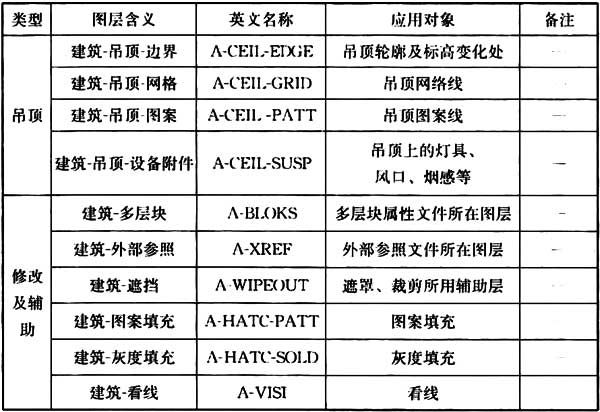 类型 图层含义 英文名称 应用对象 备注
吊顶
建筑-吊顶-边界 A-CEIL-EDGE 吊顶轮廓及标高变化处 —
建筑-吊顶-网格 A-CEIL-GRID 吊顶网络线 —
建筑-吊顶-图案 A-CEIL-PATT 吊顶图案线 —
建筑-吊顶-设备附件 A-CEIL-SUSP 吊顶上的灯具、 —
风口、烟感等
修改
及辅
助
建筑-多层块 A-BLOKS 多层块属性文件所在图层 -
建筑-外部参照 A-XREF 外部参照文件所在图层 —
建筑-遮挡 A-WIPEOUT 遮罩、裁剪所用辅助层 —
建筑-图案填充 A-HATC-PATT 图案填充 —
建筑-灰度填充 A-HATC-SOLD 灰度填充 —
建筑-看线 A-VISI 看线 —